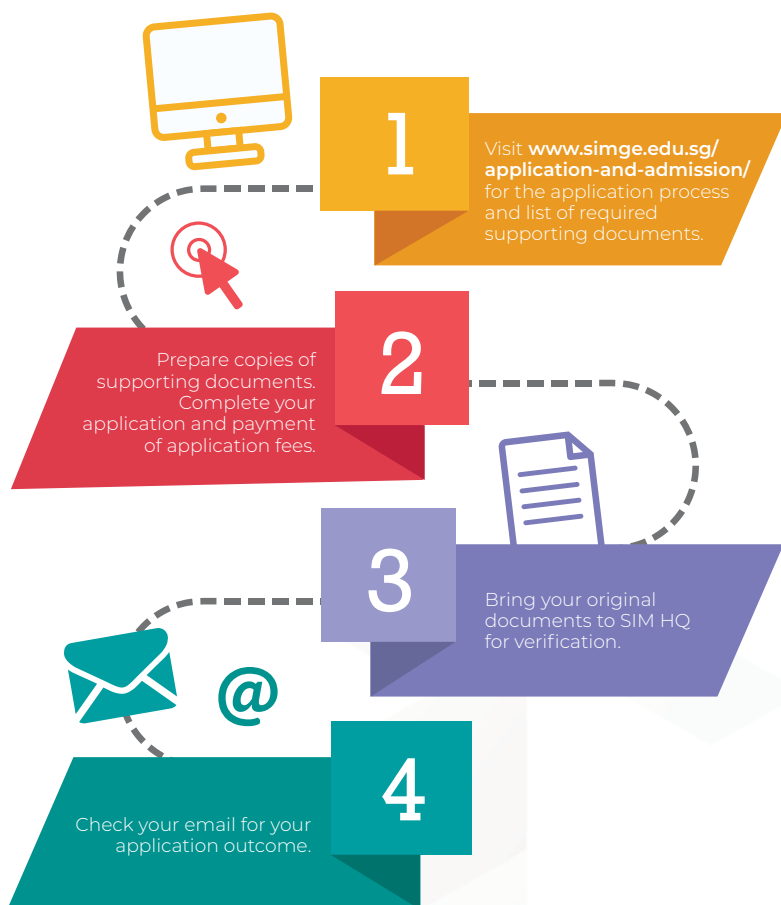 1
Visit www.simge.edu.sg/
application-and-admission/
for the application process
and list of required
supporting documents.
2
Prepare copies of
supporting documents.
Complete your
application and payment
of application fees.
3
Bring your original
documents to SIM HQ
for verification.
@
4
Check your email for your
application outcome.